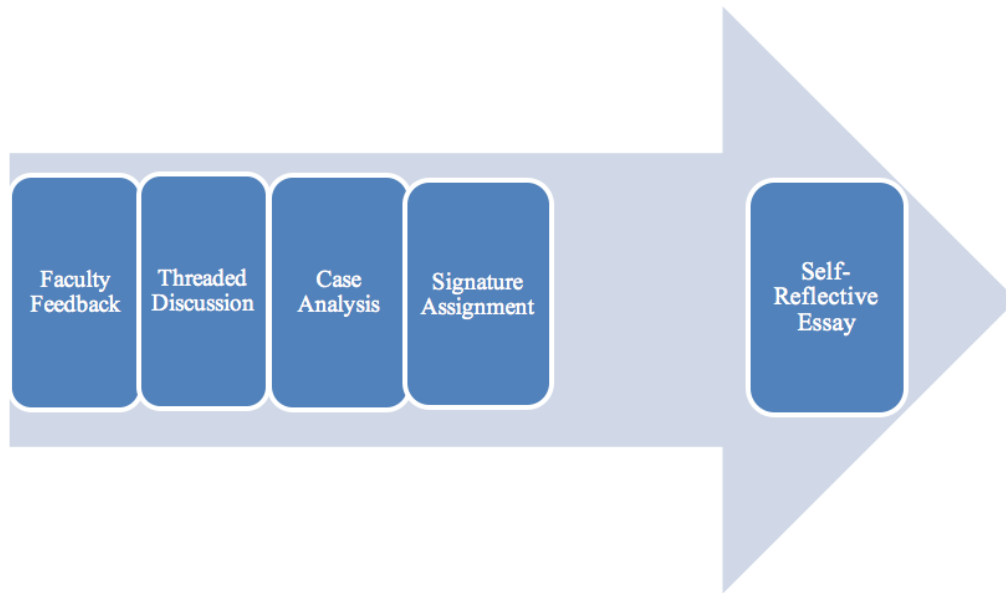 Faculty
Feedback
Threaded
Discussion
Case
Analysis
Signature
Assignment
Self-
Reflective
Essay